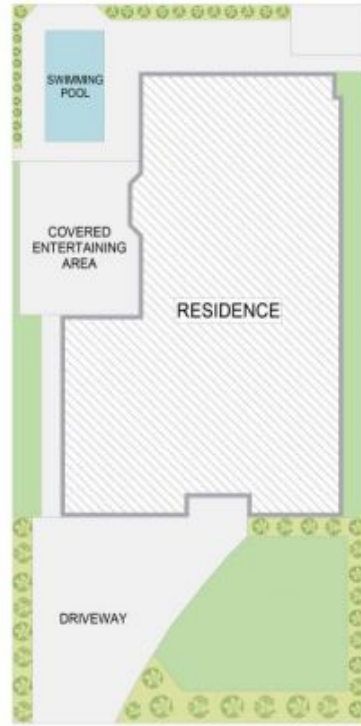 SWIMMING
POOL
COVERED
ENTERTAINING
AREA
RESIDENCE
DRIVEWAY